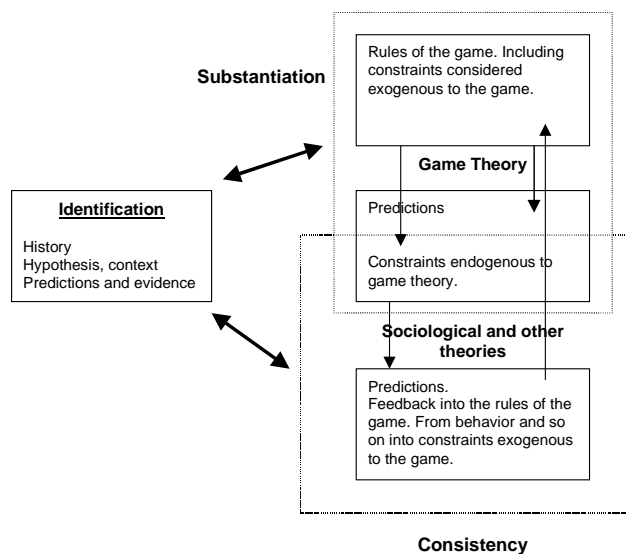 Substantiation
Rules of the game. Including
constraints considered
exogenous to the game.
Game Theory
Identification
History
Hypothesis, context
Predictions and evidence
Predictions
Constraints endogenous to
game theory.
Sociological and other
theories
Predictions.
Feedback into the rules of the
game. From behavior and so
on into constraints exogenous
to the game.
Consistency